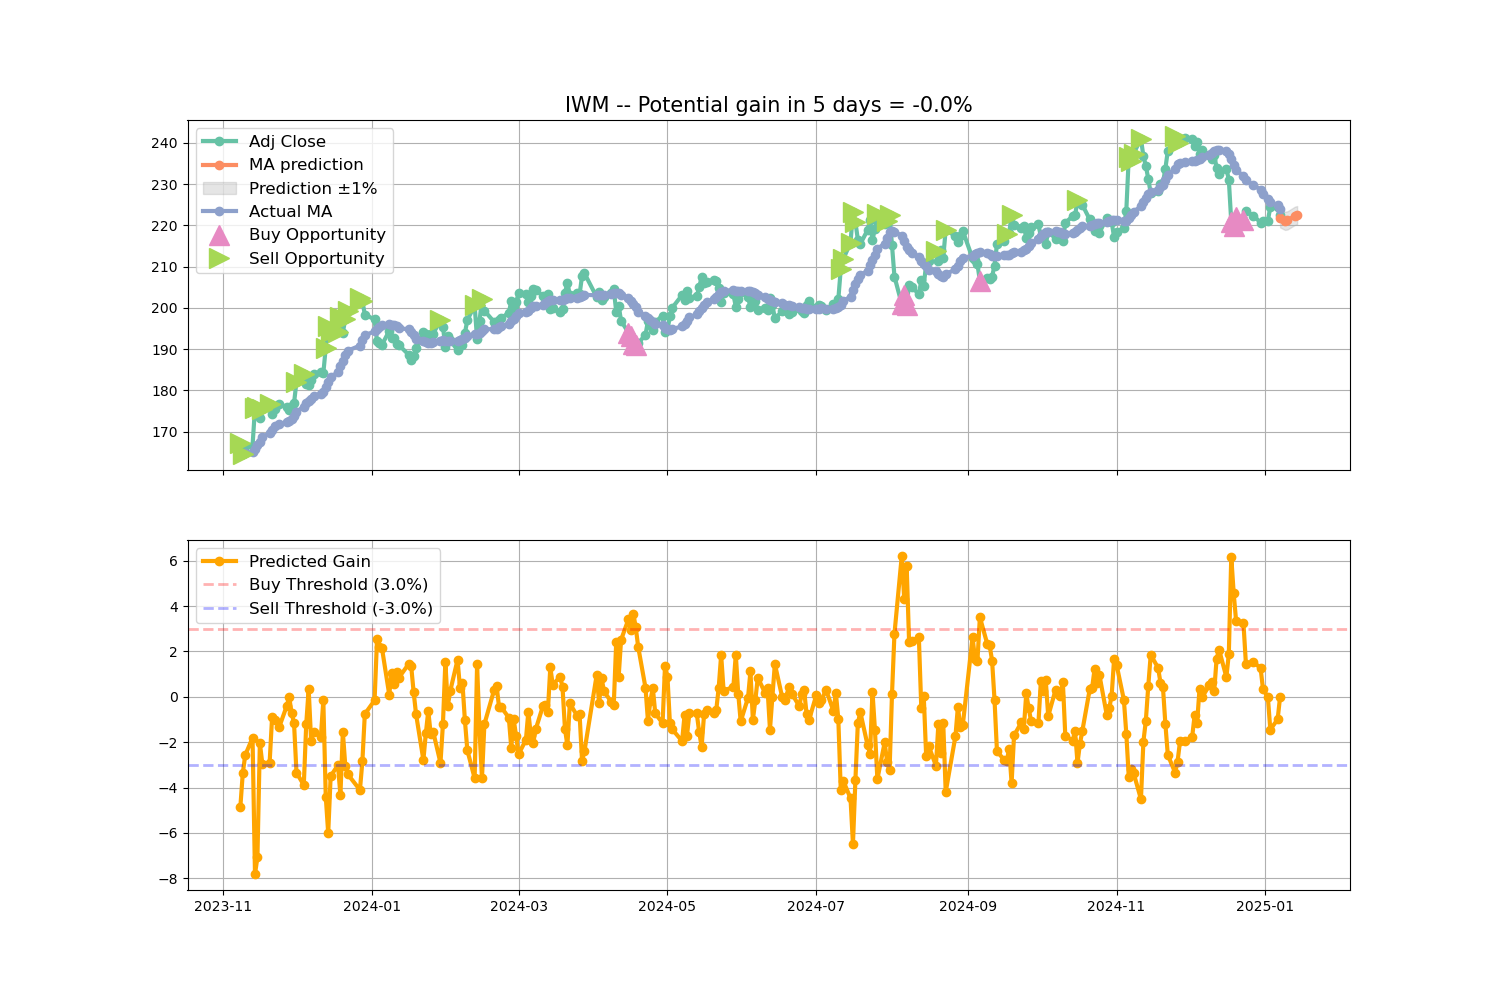 IWM -- Potential gain in 5 days = -0.0%
240
230
220
210
200
190
180
170
Adj Close
MA prediction
Prediction ±1%
Actual MA
Buy Opportunity
Sell Opportunity
6
4
2
0
−2
−4
−6
−8
Predicted Gain
Buy Threshold (3.0%)
Sell Threshold (-3.0%)
2023-11
2024-01
2024-03
2024-05
2024-07
2024-09
2024-11
2025-01